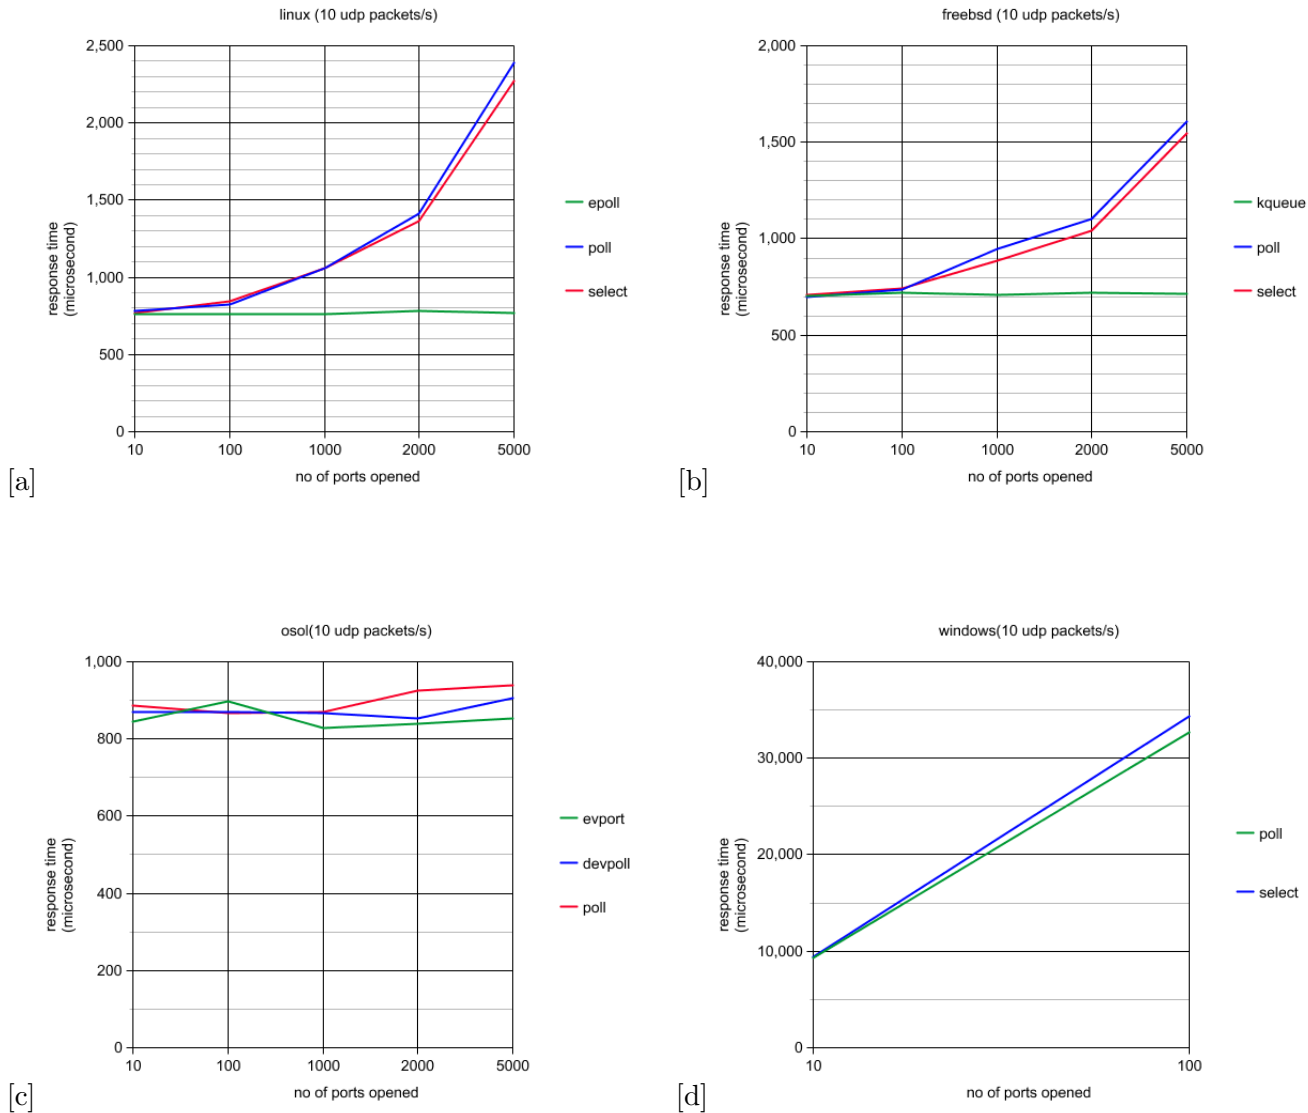 linux (10 udp packets/s)
2,500
2,000
1,500
1,000
500
0
response time
(microsecond)
10 100 1000 2000 5000
no of ports opened
epoll
poll
select
[a]
freebsd (10 udp packets/s)
2,000
1,500
1,000
500
0
response time
(microsecond)
10 100 1000 2000 5000
no of ports opened
kqueue
poll
select
[b]
osol(10 udp packets/s)
1,000
800
600
400
200
0
response time
(microsecond)
10 100 1000 2000 5000
no of ports opened
evport
devpoll
poll
[c]
windows(10 udp packets/s)
40,000
30,000
20,000
10,000
0
response time
(microsecond)
10 100
no of ports opened
poll
select
[d]